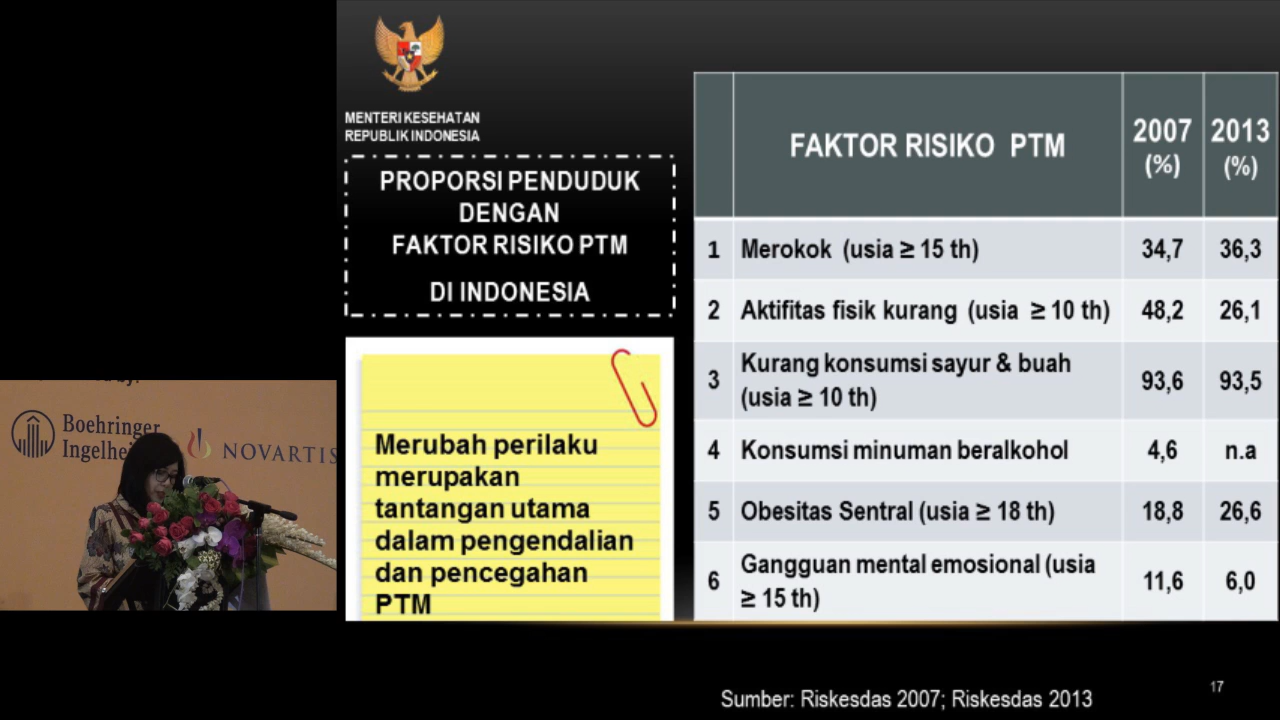 MENTERI KESEHATAN
REPUBLIK INDONESIA
PROPORSI PENDUDUK
DENGAN
FAKTOR RISIKO PTM
DI INDONESIA
Merubah perilaku
merupakan
tantangan utama
dalam pengendalian
dan pencegahan
PTM
FAKTOR RISIKO PTM 2007 (%) 2013 (%)
1 Merokok (usia ≥ 15 th) 34,7 36,3
2 Aktifitas fisik kurang (usia ≥ 10 th) 48,2 26,1
3 Kurang konsumsi sayur & buah
(usia ≥ 10 th) 93,6 93,5
4 Konsumsi minuman beralkohol 4,6 n.a
5 Obesitas Sentral (usia ≥ 18 th) 18,8 26,6
6 Gangguan mental emosional (usia
≥ 15 th) 11,6 6,0
Sumber: Riskesdas 2007; Riskesdas 2013
17
by:
Boehringer
NOVARTIS